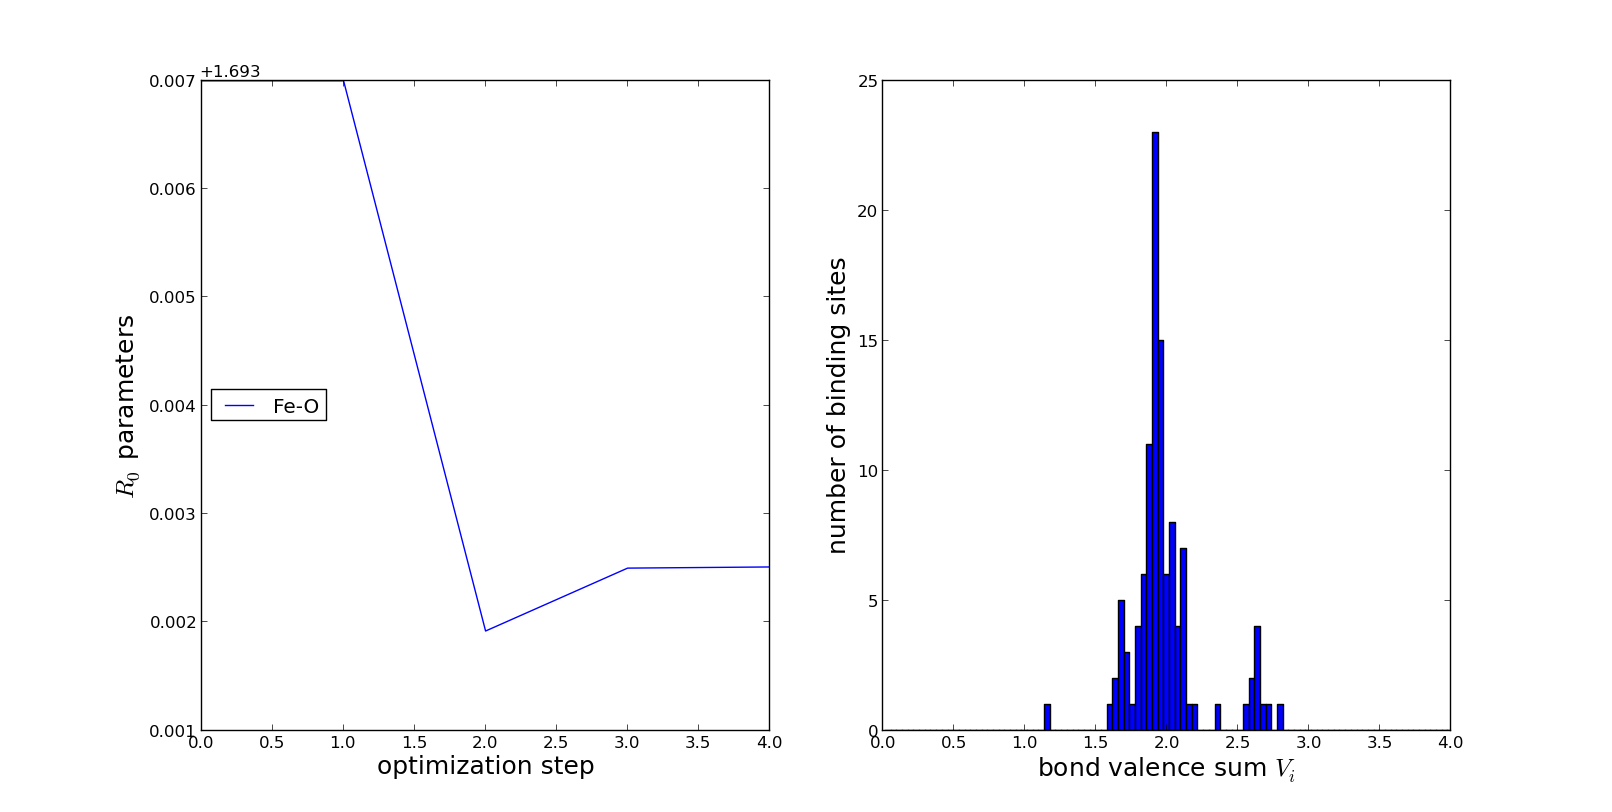 +1.693
0.007
0.006
0.005
0.004
0.003
0.002
0.001
R₀ parameters
Fe-O
0.0 0.5 1.0 1.5 2.0 2.5 3.0 3.5 4.0
optimization step
25
20
15
10
5
0
number of binding sites
0.0 0.5 1.0 1.5 2.0 2.5 3.0 3.5 4.0
bond valence sum Vᵢ